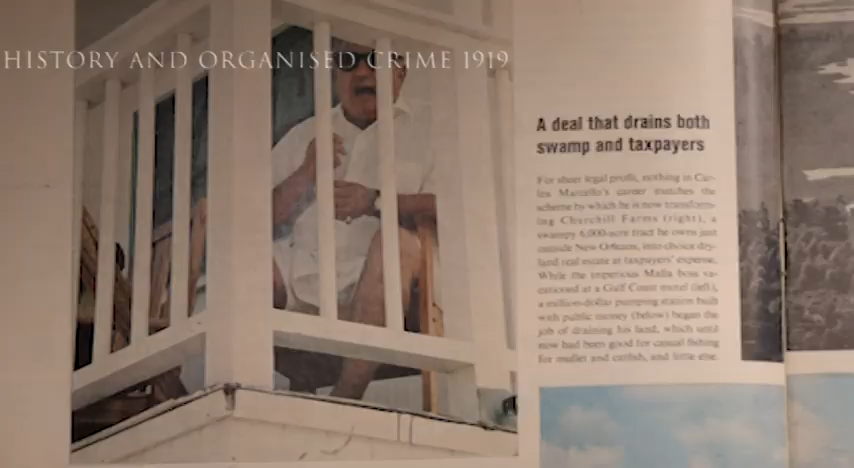 HISTORY AND ORGANISED CRIME 1919
A deal that drains both
swamp and taxpayers
For sheer legal profit, nothing in Car-
los Marcello's career matches the
scheme by which he is now transform-
ing Churchill Farms (right), a
swampy 6,000-acre tract he owns just
outside New Orleans, into choice dry-
land real estate at taxpayers' expense.
While the imperious Mafia boss va-
cationed at a Gulf Coast motel (left),
a million-dollar pumping station built
with public money (below) began the
job of draining his land, which until
now had been good for casual fishing
for mullet and catfish, and little else.